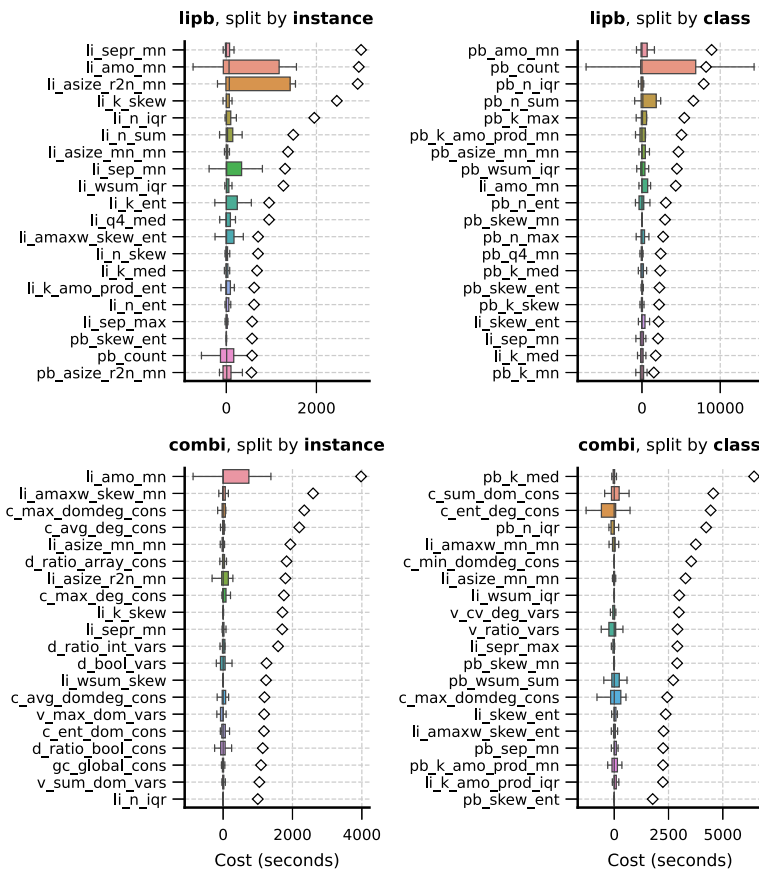 lipb, split by instance
li_sepr_mn
li_amo_mn
li_asize_r2n_mn
li_k_skew
li_n_iqr
li_n_sum
li_asize_mn_mn
li_sep_mn
li_wsum_iqr
li_k_ent
li_q4_med
li_amaxw_skew_ent
li_n_skew
li_k_med
li_k_amo_prod_ent
li_n_ent
li_sep_max
pb_skew_ent
pb_count
pb_asize_r2n_mn
0 2000
lipb, split by class
pb_amo_mn
pb_count
pb_n_iqr
pb_n_sum
pb_k_max
pb_k_amo_prod_mn
pb_asize_mn_mn
pb_wsum_iqr
li_amo_mn
pb_n_ent
pb_skew_mn
pb_n_max
pb_q4_mn
pb_k_med
pb_skew_ent
pb_k_skew
li_skew_ent
li_sep_mn
li_k_med
pb_k_mn
0 10000
combi, split by instance
li_amo_mn
li_amaxw_skew_mn
c_max_domdeg_cons
c_avg_deg_cons
li_asize_mn_mn
d_ratio_array_cons
li_asize_r2n_mn
c_max_deg_cons
li_k_skew
li_sepr_mn
d_ratio_int_vars
d_bool_vars
li_wsum_skew
c_avg_domdeg_cons
v_max_dom_vars
c_ent_dom_cons
d_ratio_bool_cons
gc_global_cons
v_sum_dom_vars
li_n_iqr
0 2000 4000
Cost (seconds)
combi, split by class
pb_k_med
c_sum_dom_cons
c_ent_deg_cons
pb_n_iqr
li_amaxw_mn_mn
c_min_domdeg_cons
li_asize_mn_mn
li_wsum_iqr
v_cv_deg_vars
v_ratio_vars
li_sepr_max
pb_skew_mn
pb_wsum_sum
c_max_domdeg_cons
li_skew_ent
li_amaxw_skew_ent
pb_sep_mn
pb_k_amo_prod_mn
li_k_amo_prod_iqr
pb_skew_ent
0 2500 5000
Cost (seconds)